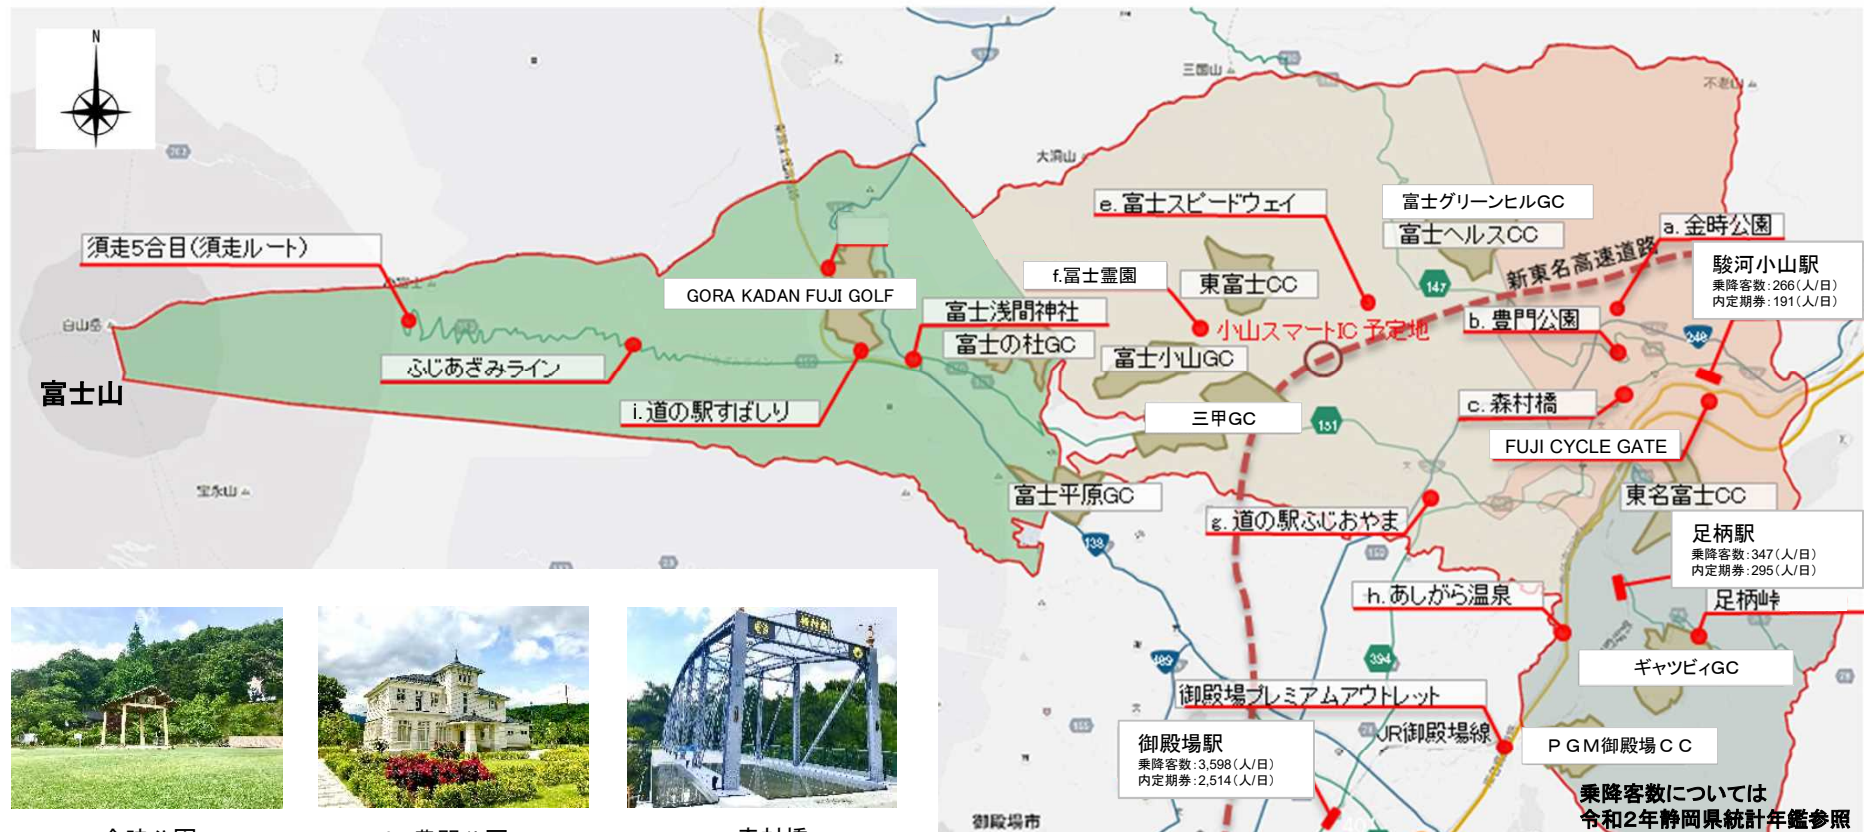 N
三国山
不老山
大洞山
e. 富士スピードウェイ
富士グリーンヒルGC
富士ヘルスCC
a. 金時公園
新東名高速道路
須走5合目(須走ルート)
駿河小山駅
乗降客数:266(人/日)
内定期券:191(人/日)
f.冨士霊園
東富士CC
147
GORA KADAN FUJI GOLF
富士浅間神社
小山スマートIC 予定地
b. 豊門公園
白山岳
富士の杜GC
富士小山GC
246
ふじあざみライン
富士山
i. 道の駅すばしり
三甲GC
151
c. 森村橋
FUJI CYCLE GATE
宝永山
富士平原GC
東名富士CC
g. 道の駅ふじおやま
138
足柄駅
乗降客数:347(人/日)
内定期券:295(人/日)
h. あしがら温泉
足柄峠
394
469
ギャツビィGC
御殿場プレミアムアウトレット
JR御殿場線
PGM御殿場CC
御殿場駅
乗降客数:3,598(人/日)
内定期券:2,514(人/日)
乗降客数については
令和2年静岡県統計年鑑参照
御殿場市
森村橋